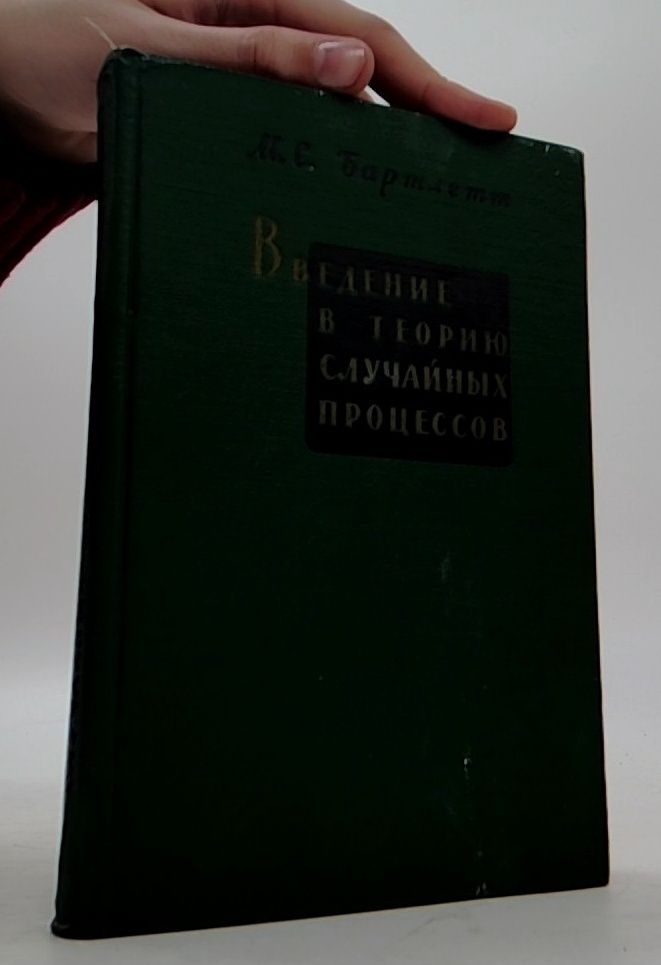 М. С. Бартлетт
Введение
в теорию
случайных
процессов